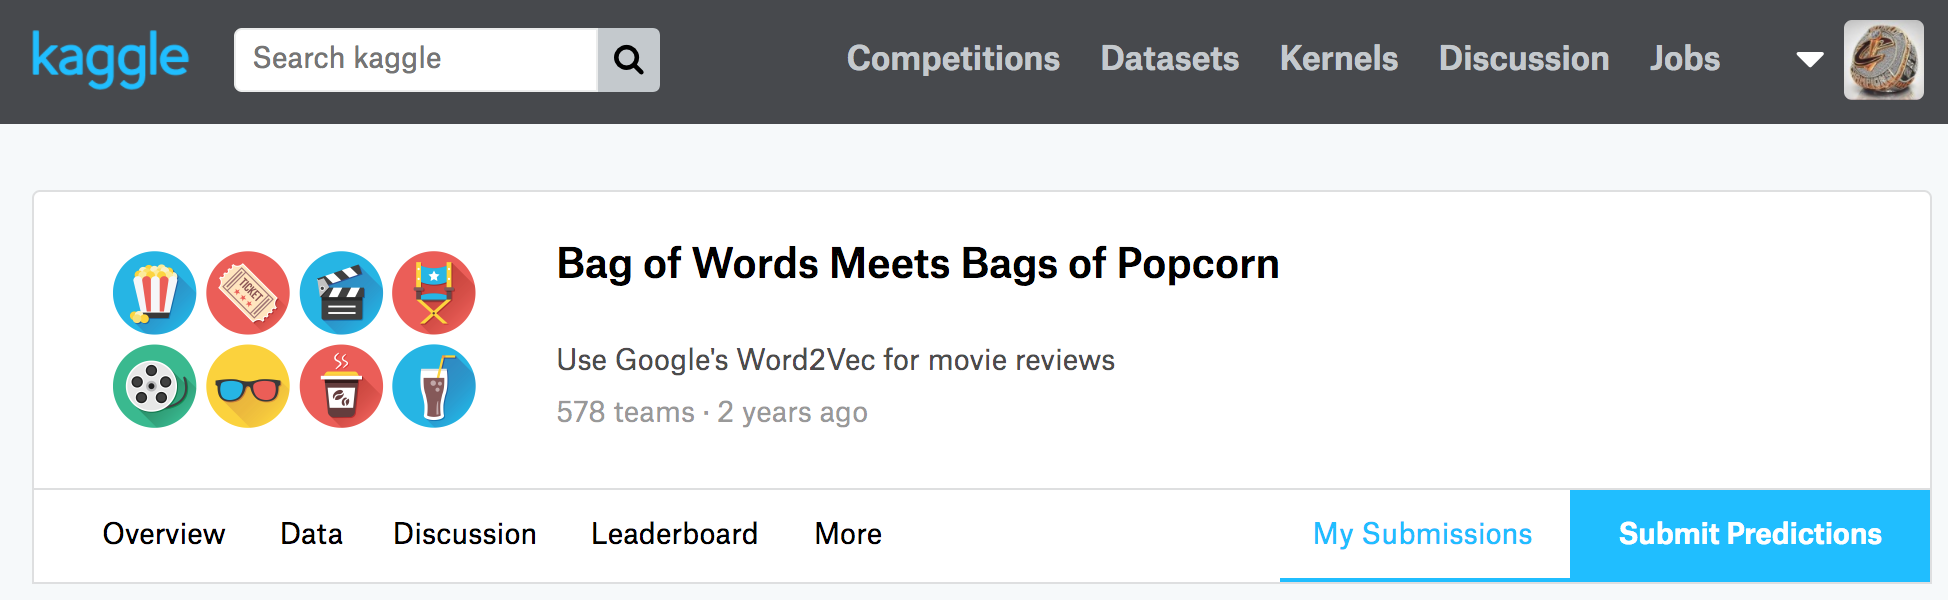 kaggle
Search kaggle
Competitions Datasets Kernels Discussion Jobs
TICKET
Bag of Words Meets Bags of Popcorn
Use Google's Word2Vec for movie reviews
578 teams · 2 years ago
Overview Data Discussion Leaderboard More
My Submissions Submit Predictions